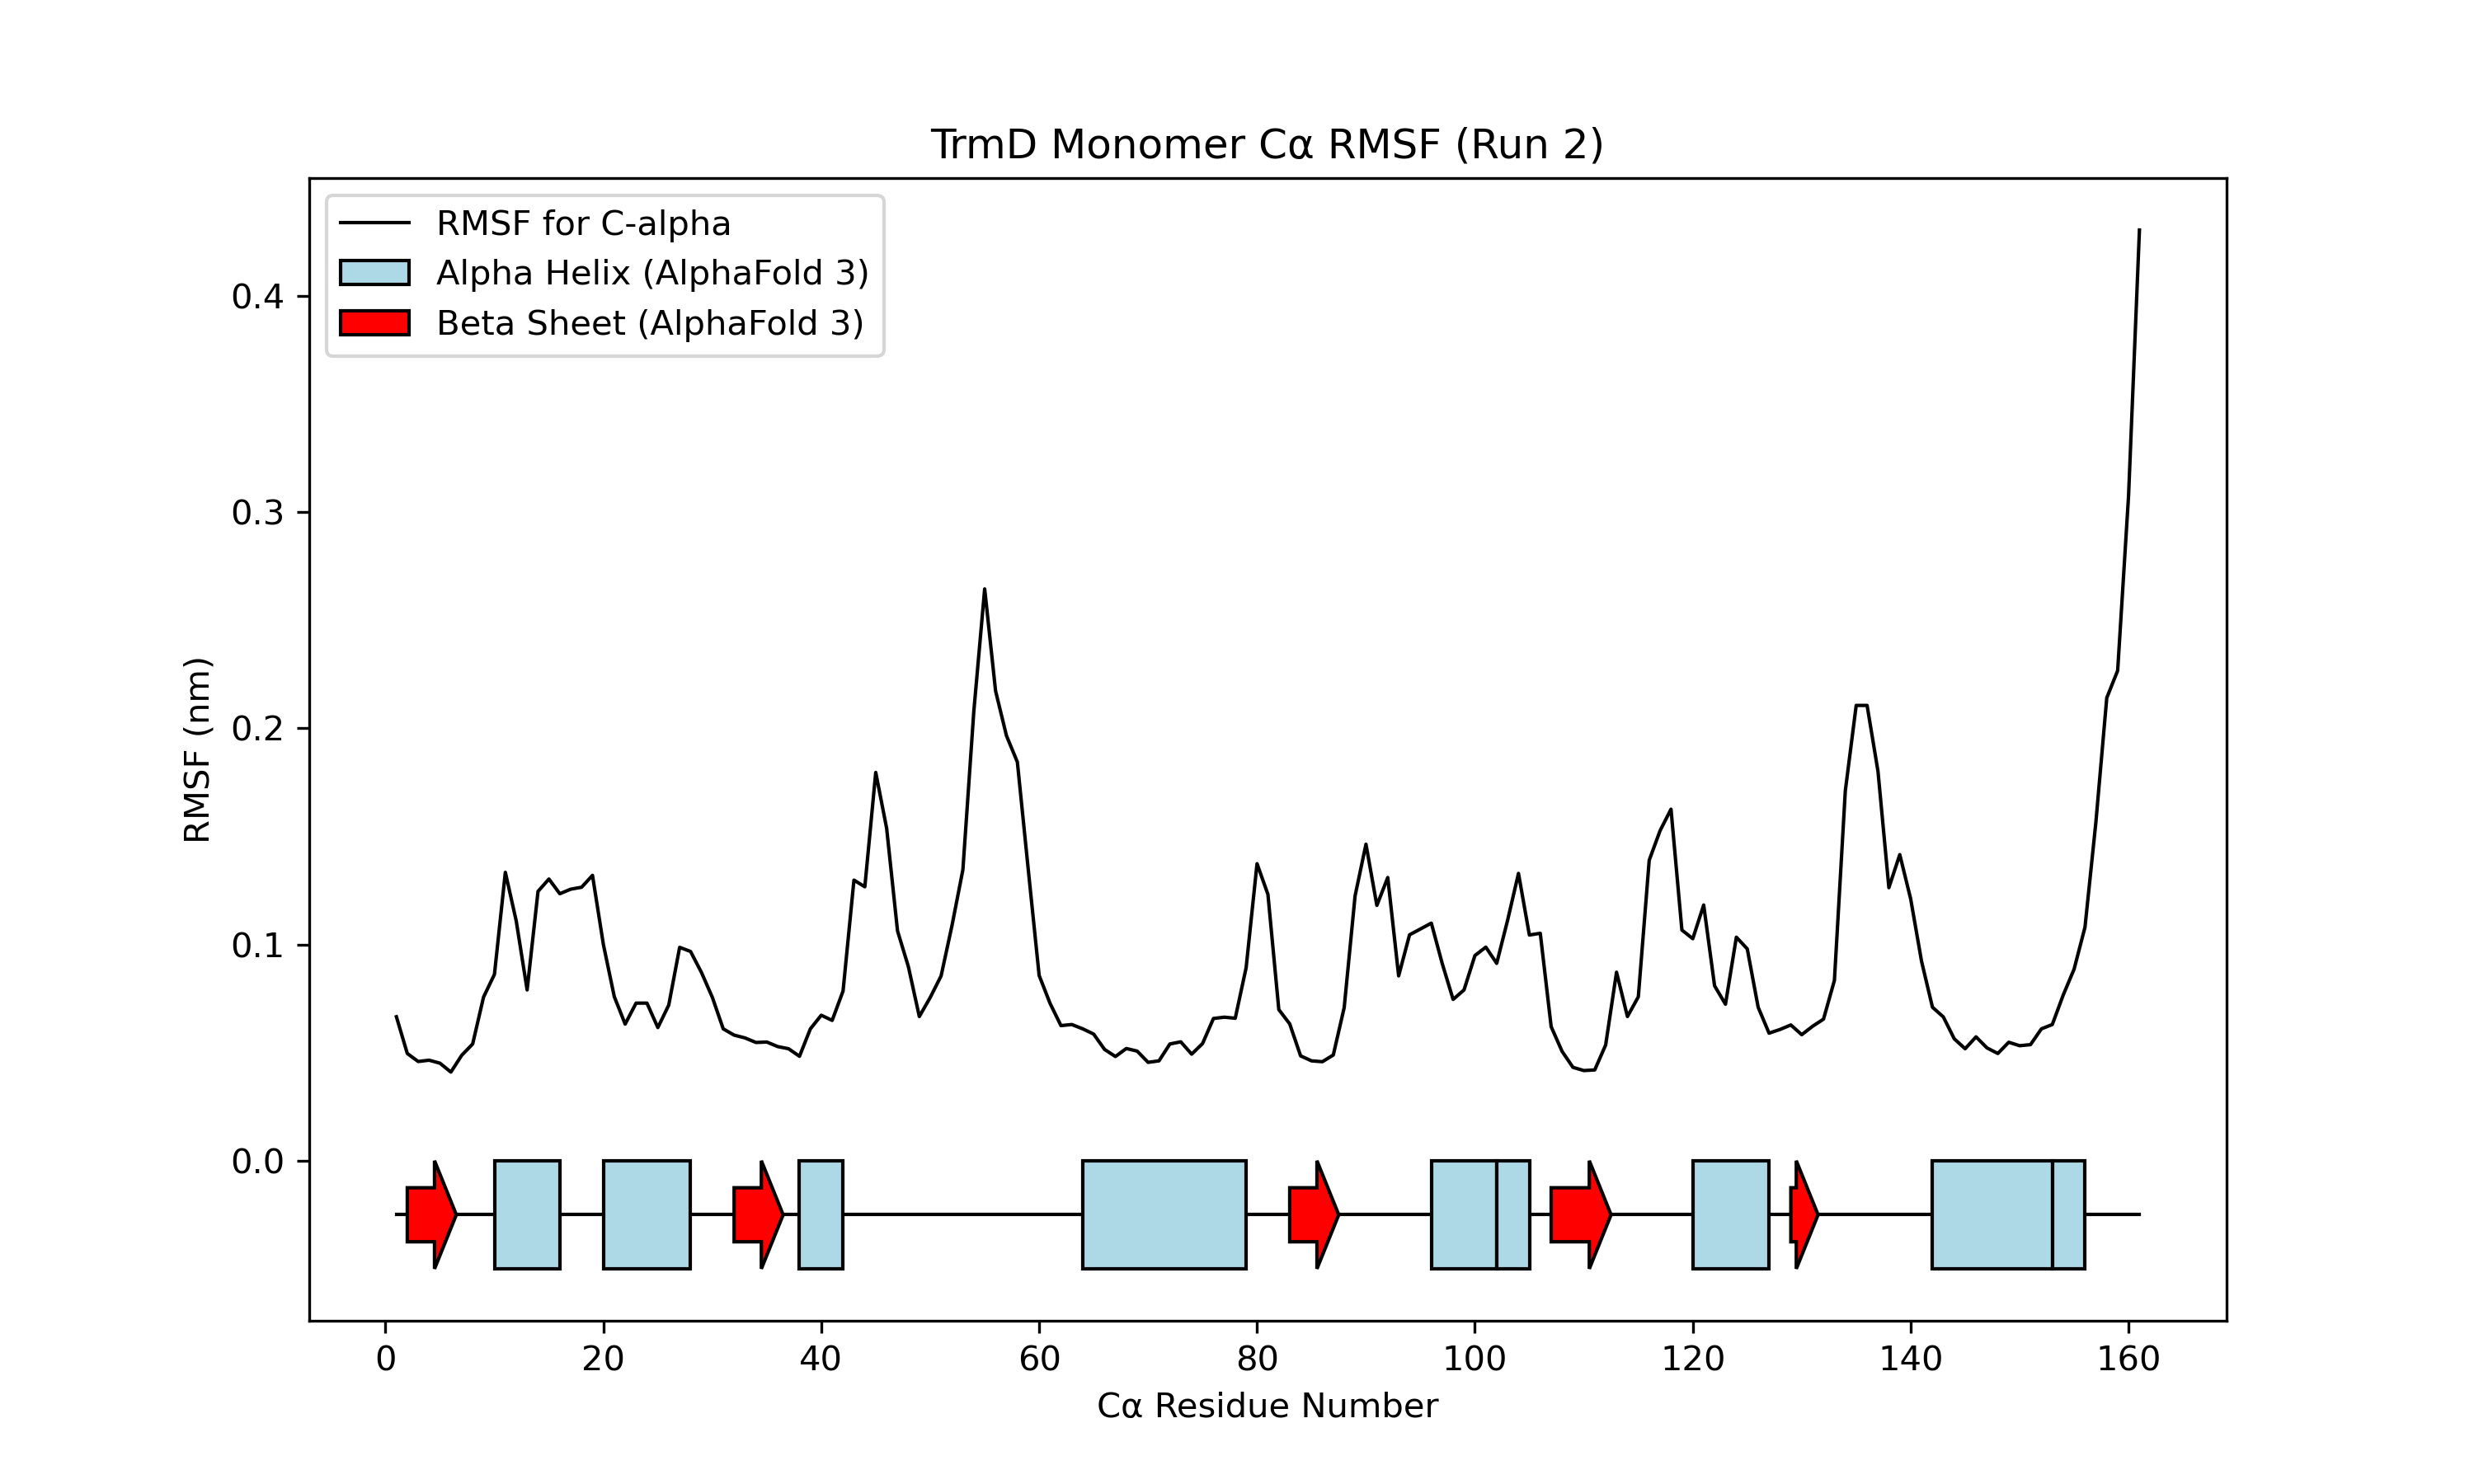 TrmD Monomer Cα RMSF (Run 2)
RMSF for C-alpha
Alpha Helix (AlphaFold 3)
Beta Sheet (AlphaFold 3)
RMSF (nm)
0.4
0.3
0.2
0.1
0.0
0 20 40 60 80 100 120 140 160
Cα Residue Number